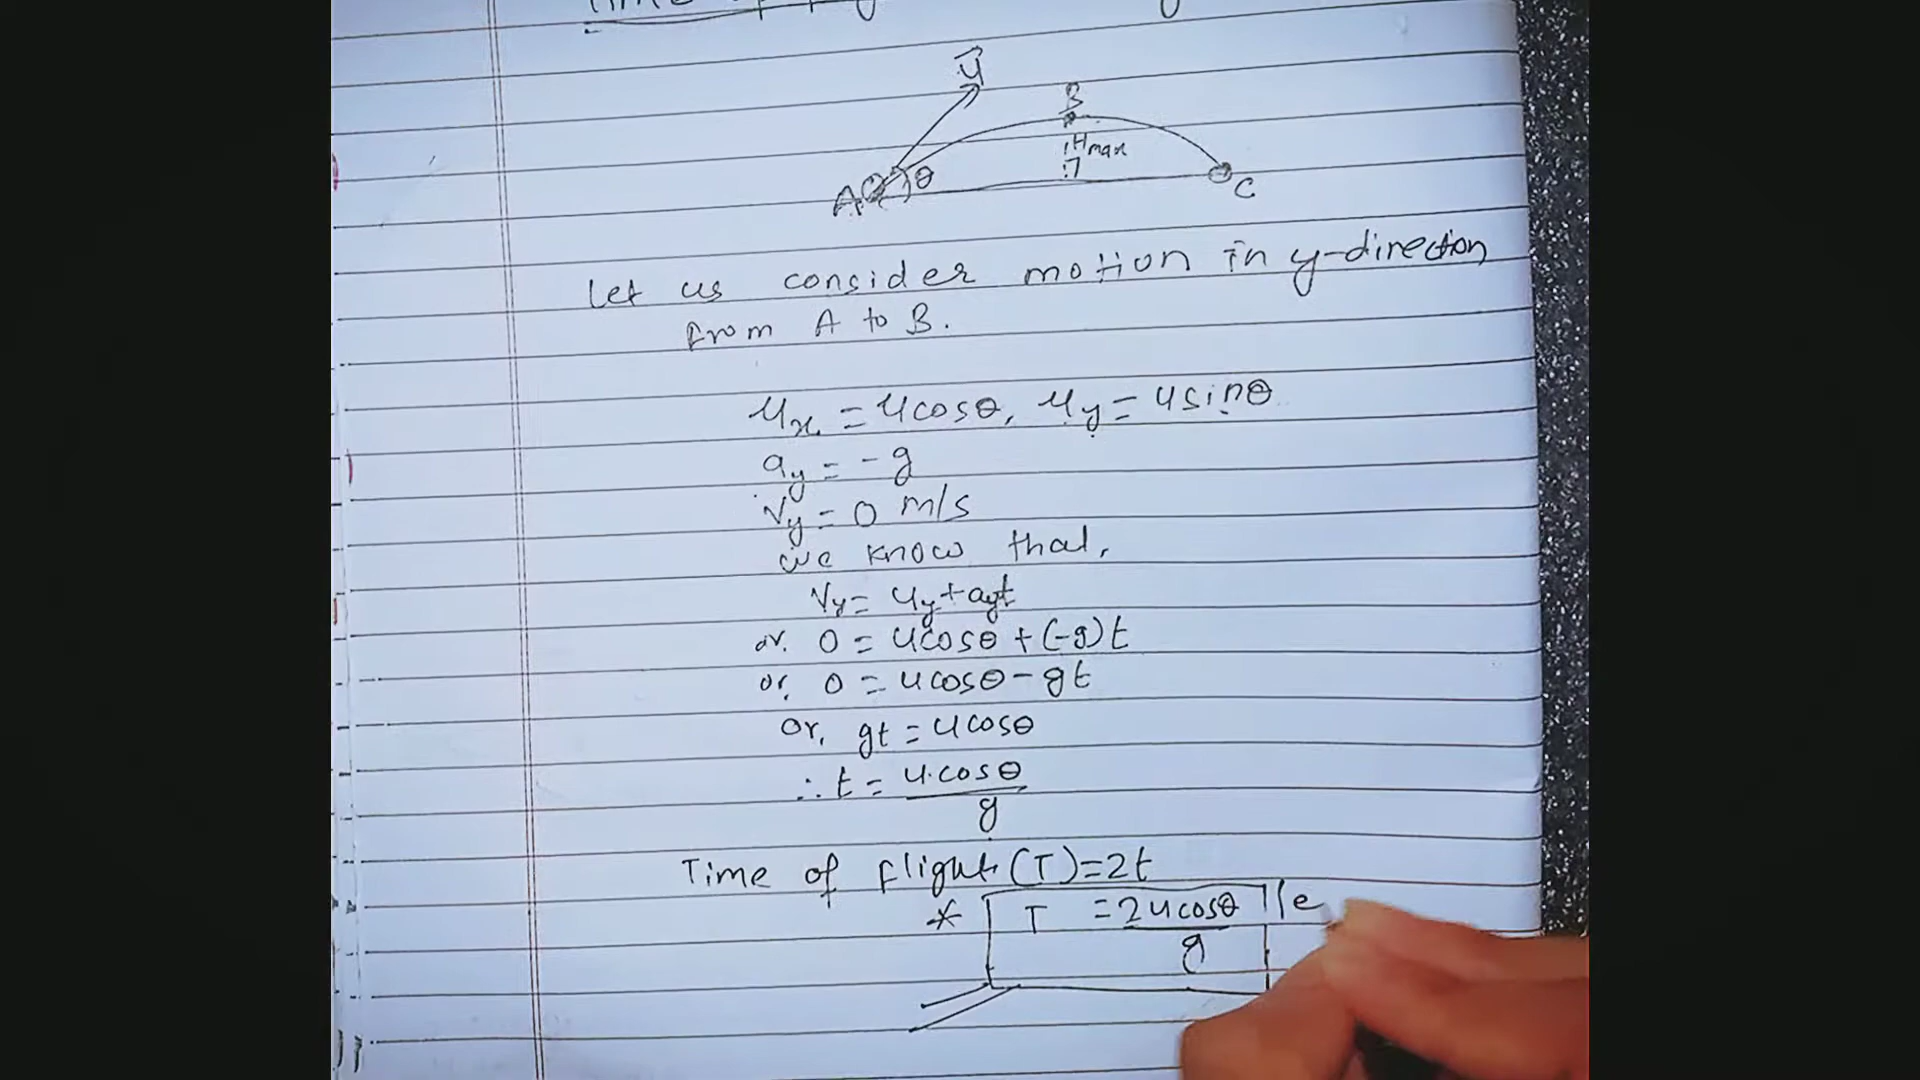 Time of
u
B
Hmax
A θ C
Let us consider motion in y-direction
from A to B.
ux = ucosθ, uy = usinθ
ay = -g
Vy = 0 m/s
we know that,
Vy = uy + ayt
or, 0 = ucosθ + (-g)t
or, 0 = ucosθ - gt
or, gt = ucosθ
∴ t = u.cosθ
g
Time of flight (T) = 2t
* T = 2ucosθ
g